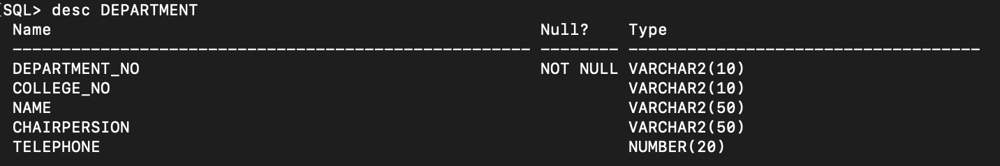 [SQL> desc DEPARTMENT
Name Null? Type
----------------------------------------------------- -------- ------------------------------------
DEPARTMENT_NO NOT NULL VARCHAR2(10)
COLLEGE_NO VARCHAR2(10)
NAME VARCHAR2(50)
CHAIRPERSION VARCHAR2(50)
TELEPHONE NUMBER(20)